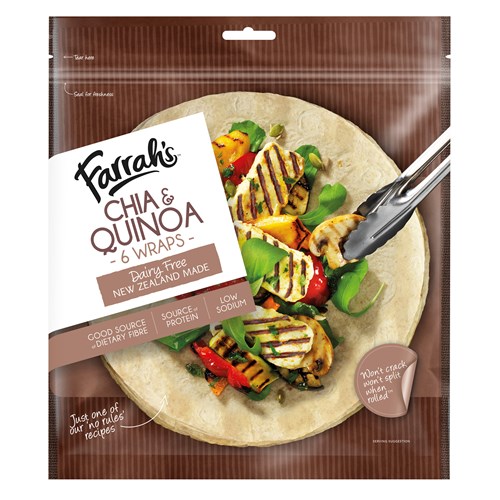 Tear here
Seal for freshness
Farrah's
CHIA &
QUINOA
- 6 WRAPS -
Dairy Free
NEW ZEALAND MADE
GOOD SOURCE
of DIETARY FIBRE
SOURCE of
PROTEIN
LOW
SODIUM
Won't crack
won't split
when
rolled
Just one of
our 'no rules'
recipes
SERVING SUGGESTION